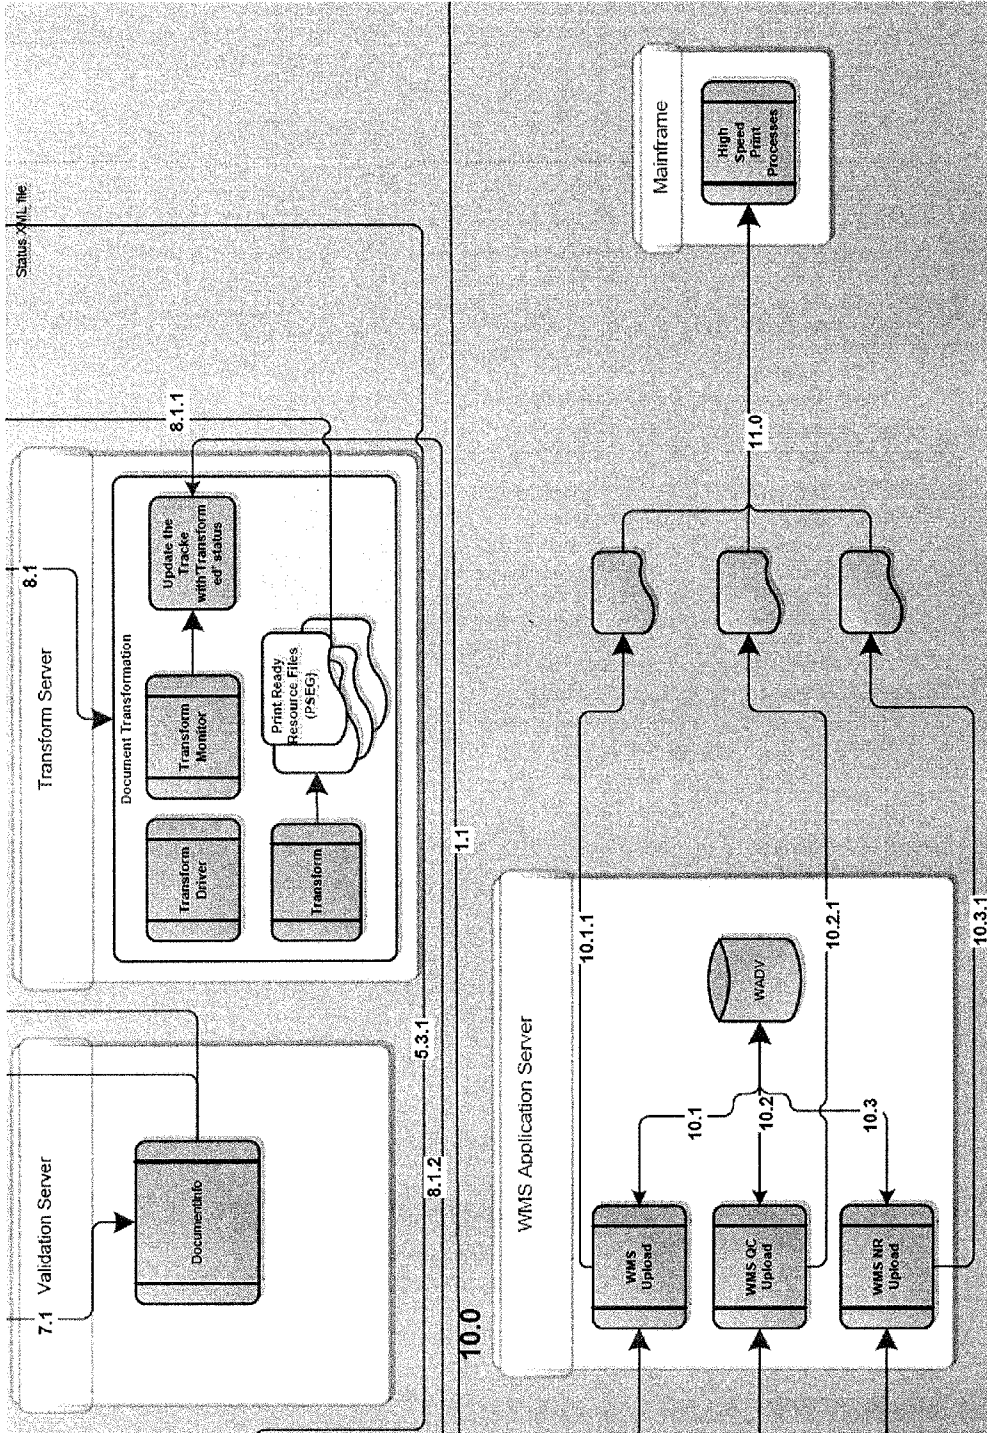 Status XML file
7.1
Validation Server
DocumentInfo
8.1
Transform Server
Document Transformation
Transform
Driver
Transform
Monitor
Update the
Tracke
with'Transform
ed' status
Transform
Print Ready
Resource Files
(PSEG)
8.1.1
5.3.1
8.1.2
1.1
10.0
WMS Application Server
WMS
Upload
WMS QC
Upload
WMS NR
Upload
10.1
10.2
10.3
WADV
10.1.1
10.2.1
10.3.1
11.0
Mainframe
High
Speed
Print
Processes